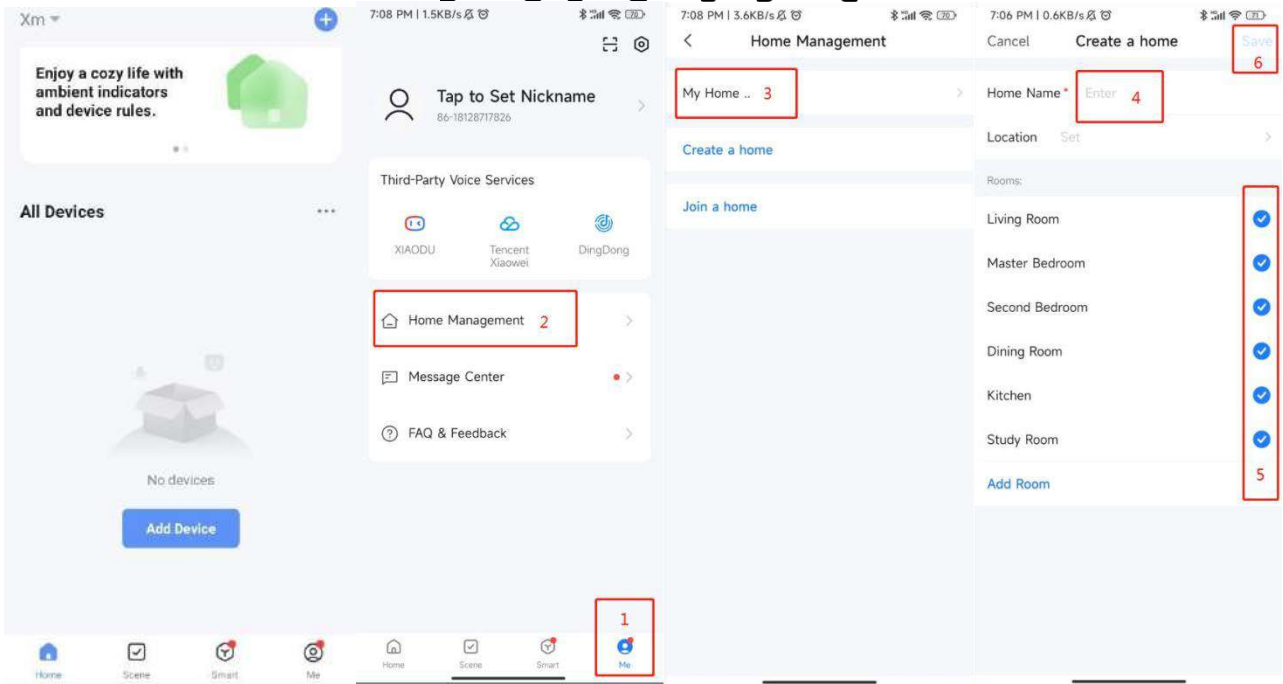 Xm
Enjoy a cozy life with
ambient indicators
and device rules.
All Devices
No devices
Add Device
Home
Scene
Smart
Me
7:08 PM | 1.5KB/s
70
Tap to Set Nickname
86-18128717826
Third-Party Voice Services
XIAODU
Tencent
Xiaowei
DingDong
Home Management 2
Message Center
FAQ & Feedback
1
Home
Scene
Smart
Me
7:08 PM | 3.6KB/s
70
Home Management
My Home .. 3
Create a home
Join a home
7:06 PM | 0.6KB/s
71
Cancel
Create a home
Save
6
Home Name* Enter 4
Location Set
Rooms:
Living Room
Master Bedroom
Second Bedroom
Dining Room
Kitchen
Study Room
Add Room
5